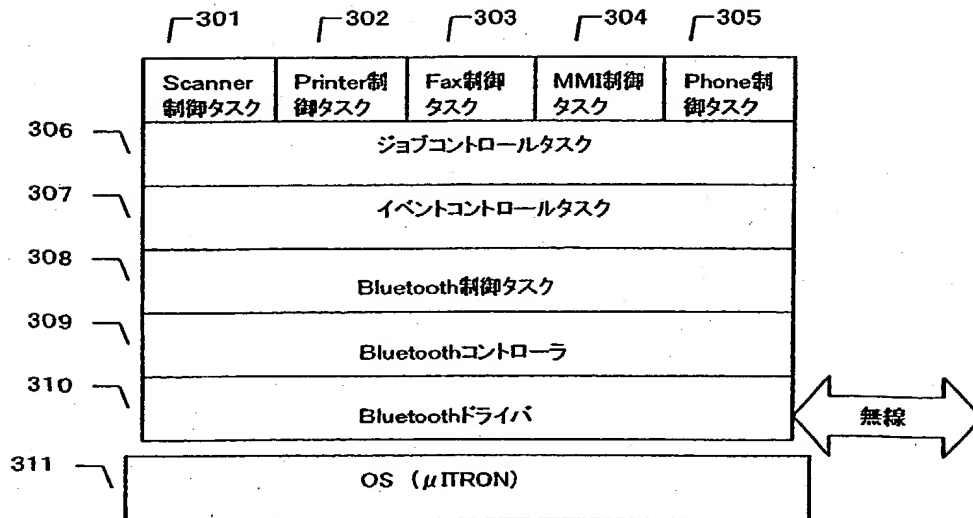 301 302 303 304 305
Scanner Printer制 Fax制御 MMI制御 Phone制
制御タスク 御タスク タスク タスク 御タスク
306
ジョブコントロールタスク
307
イベントコントロールタスク
308
Bluetooth制御タスク
309
Bluetoothコントローラ
310
Bluetoothドライバ
無線
311
OS (μITRON)